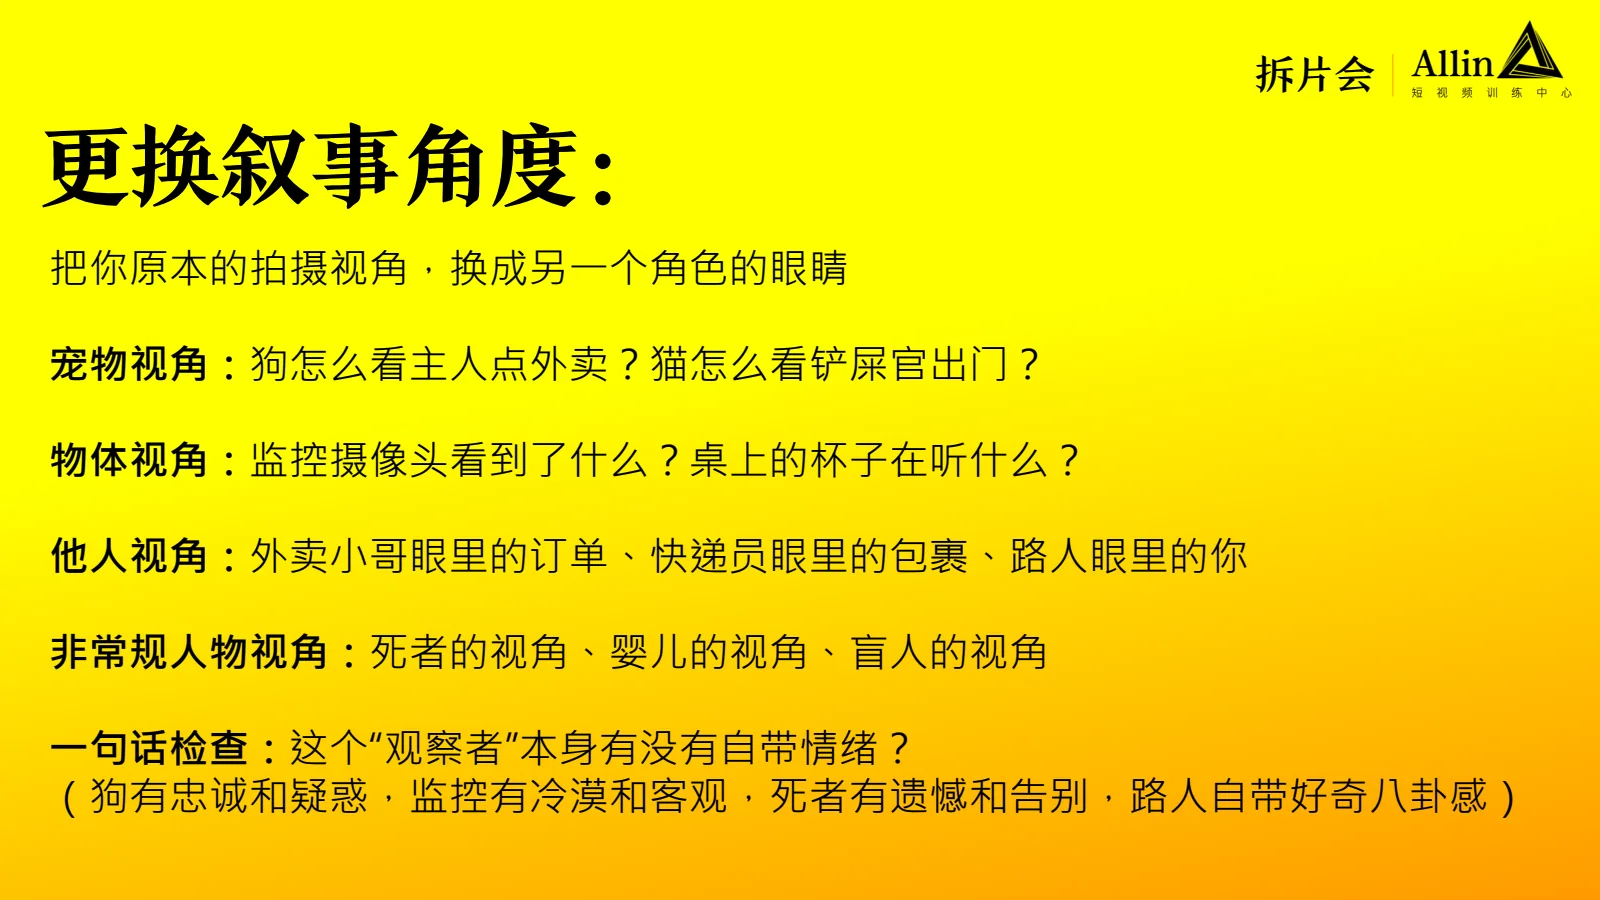 拆片会
Allin
短视频训练中心
更换叙事角度：
把你原本的拍摄视角，换成另一个角色的眼睛
宠物视角：狗怎么看主人点外卖？猫怎么看铲屎官出门？
物体视角：监控摄像头看到了什么？桌上的杯子在听什么？
他人视角：外卖小哥眼里的订单、快递员眼里的包裹、路人眼里的你
非常规人物视角：死者的视角、婴儿的视角、盲人的视角
一句话检查：这个“观察者”本身有没有自带情绪？
（狗有忠诚和疑惑，监控有冷漠和客观，死者有遗憾和告别，路人自带好奇八卦感）